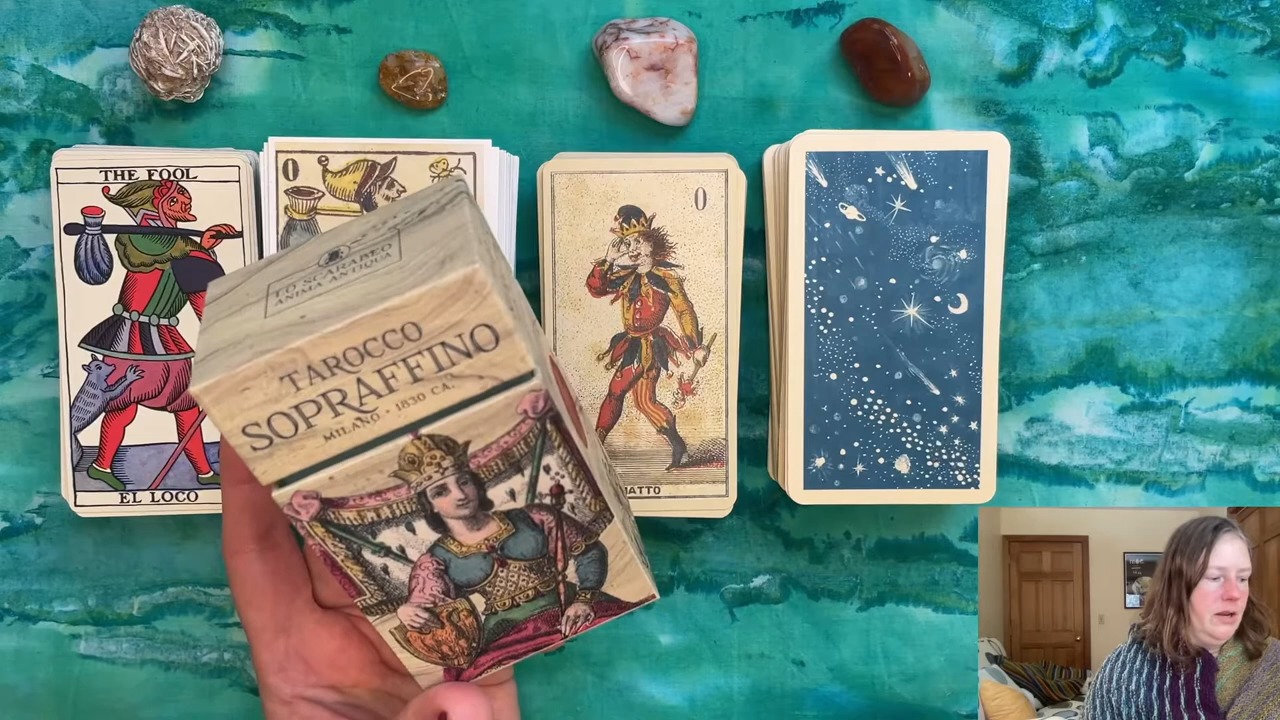 THE FOOL
EL LOCO
0
LO SCARABEO
ANIMA ANTIQUA
TAROCCO
SOPRAFFINO
MILANO • 1830 CA.
0
MATTO